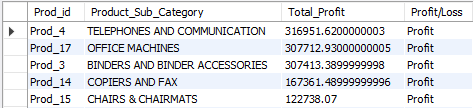 Prod_id Product_Sub_Category Total_Profit Profit/Loss
Prod_4 TELEPHONES AND COMMUNICATION 316951.6200000003 Profit
Prod_17 OFFICE MACHINES 307712.93000000005 Profit
Prod_3 BINDERS AND BINDER ACCESSORIES 307413.3899999998 Profit
Prod_14 COPIERS AND FAX 167361.48999999996 Profit
Prod_15 CHAIRS & CHAIRMATS 122738.07 Profit